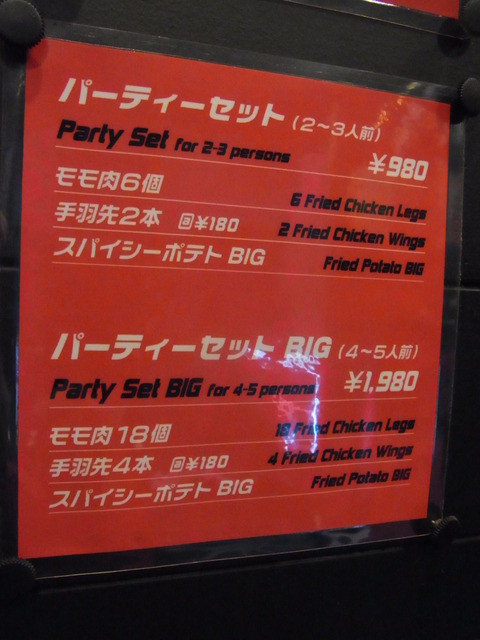 パーティーセット (2〜3人前)
Party Set for 2-3 persons ¥980
モモ肉6個 6 Fried Chicken Legs
手羽先2本 @¥180 2 Fried Chicken Wings
スパイシーポテト BIG Fried Potato BIG
パーティーセット BIG (4〜5人前)
Party Set BIG for 4-5 persons ¥1,980
モモ肉18個 18 Fried Chicken Legs
手羽先4本 @¥180 4 Fried Chicken Wings
スパイシーポテト BIG Fried Potato BIG